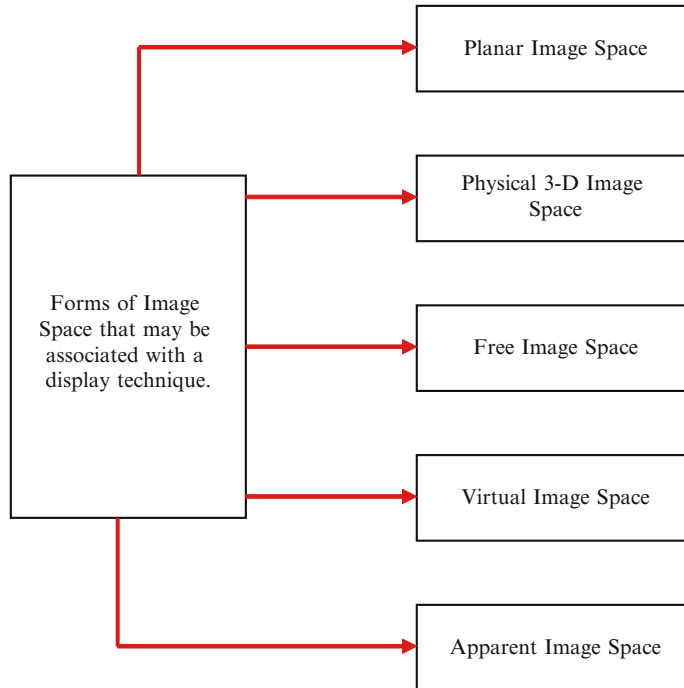 Planar Image Space
Physical 3-D Image
Space
Forms of Image
Space that may be
associated with a
display technique.
Free Image Space
Virtual Image Space
Apparent Image Space